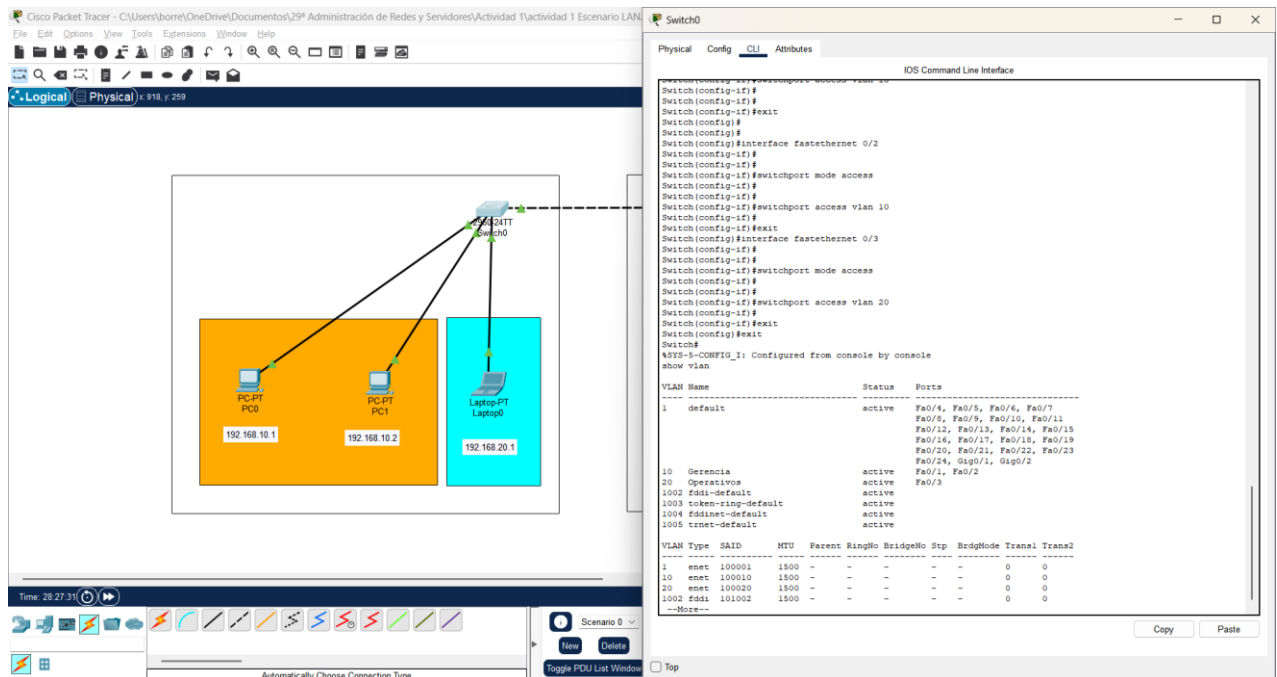 Cisco Packet Tracer - C:\Users\borre\OneDrive\Documentos\29ª Administración de Redes y Servidores\Actividad 1\actividad 1 Escenario LAN.
File Edit Options View Tools Extensions Window Help
Logical Physical x: 918, y: 259
2960-24TT
Switch0
PC-PT
PC0
PC-PT
PC1
Laptop-PT
Laptop0
192.168.10.1
192.168.10.2
192.168.20.1
Time: 28:27:31
Scenario 0
New Delete
Toggle PDU List Window
Automatically Choose Connection Type
Switch0
Physical Config CLI Attributes
IOS Command Line Interface
Switch(config-if)#switchport access vlan 10
Switch(config-if)#
Switch(config-if)#
Switch(config-if)#exit
Switch(config)#
Switch(config)#
Switch(config)#interface fastethernet 0/2
Switch(config-if)#
Switch(config-if)#
Switch(config-if)#switchport mode access
Switch(config-if)#
Switch(config-if)#
Switch(config-if)#switchport access vlan 10
Switch(config-if)#
Switch(config-if)#exit
Switch(config)#interface fastethernet 0/3
Switch(config-if)#
Switch(config-if)#
Switch(config-if)#switchport mode access
Switch(config-if)#
Switch(config-if)#
Switch(config-if)#switchport access vlan 20
Switch(config-if)#
Switch(config-if)#exit
Switch(config)#exit
Switch#
%SYS-5-CONFIG_I: Configured from console by console
show vlan
VLAN Name Status Ports
---- -------------------------------- --------- -------------------------------
1 default active Fa0/4, Fa0/5, Fa0/6, Fa0/7
Fa0/8, Fa0/9, Fa0/10, Fa0/11
Fa0/12, Fa0/13, Fa0/14, Fa0/15
Fa0/16, Fa0/17, Fa0/18, Fa0/19
Fa0/20, Fa0/21, Fa0/22, Fa0/23
Fa0/24, Gig0/1, Gig0/2
10 Gerencia active Fa0/1, Fa0/2
20 Operativos active Fa0/3
1002 fddi-default active
1003 token-ring-default active
1004 fddinet-default active
1005 trnet-default active
VLAN Type SAID MTU Parent RingNo BridgeNo Stp BrdgMode Trans1 Trans2
---- ----- ---------- ----- ------ ------ -------- ---- -------- ------ ------
1 enet 100001 1500 - - - - - 0 0
10 enet 100010 1500 - - - - - 0 0
20 enet 100020 1500 - - - - - 0 0
1002 fddi 101002 1500 - - - - - 0 0
--More--
Copy Paste
Top